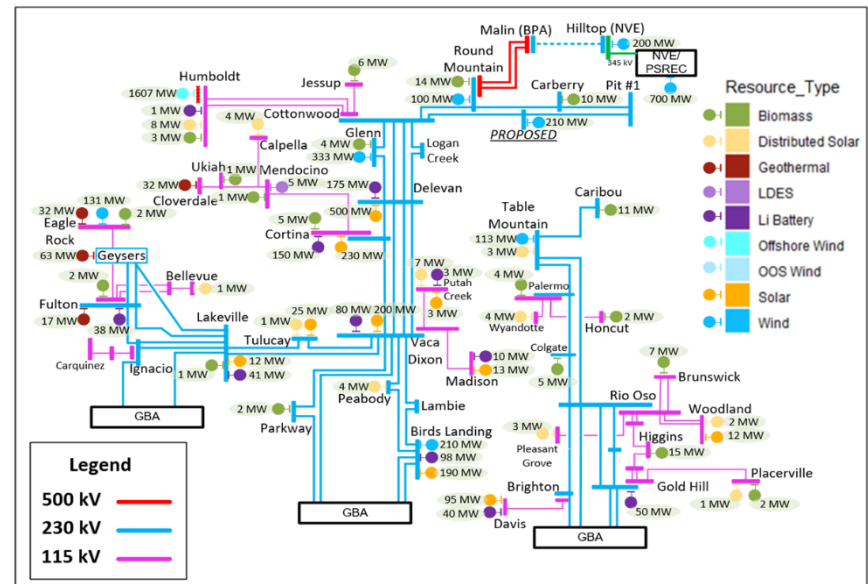 Malin (BPA)
Hilltop (NVE)
200 MW
345 kV
NVE/
PSREC
700 MW
Round
Mountain
14 MW
100 MW
Carberry
10 MW
Pit #1
210 MW
PROPOSED
6 MW
Jessup
Humboldt
1607 MW
1 MW
8 MW
3 MW
Cottonwood
4 MW
Calpella
Glenn
4 MW
333 MW
Logan
Creek
Ukiah
1 MW
Mendocino
32 MW
5 MW
Cloverdale
1 MW
175 MW
Delevan
500 MW
5 MW
Cortina
150 MW
230 MW
32 MW
131 MW
2 MW
Eagle
Rock
63 MW
Geysers
2 MW
Bellevue
1 MW
Fulton
17 MW
38 MW
Lakeville
25 MW
1 MW
Tulucay
80 MW
200 MW
Vaca
Dixon
7 MW
3 MW
Putah
Creek
3 MW
10 MW
13 MW
Madison
Carquinez
Ignacio
12 MW
1 MW
41 MW
4 MW
Peabody
Lambie
2 MW
Parkway
Birds Landing
210 MW
98 MW
190 MW
GBA
GBA
GBA
Caribou
11 MW
Table
Mountain
113 MW
3 MW
4 MW
Palermo
4 MW
Wyandotte
2 MW
Honcut
Colgate
5 MW
7 MW
Brunswick
Rio Oso
Woodland
2 MW
12 MW
3 MW
Pleasant
Grove
Higgins
15 MW
Placerville
Gold Hill
1 MW
2 MW
50 MW
Brighton
95 MW
40 MW
Davis
Resource_Type
Biomass
Distributed Solar
Geothermal
LDES
Li Battery
Offshore Wind
OOS Wind
Solar
Wind
Legend
500 kV
230 kV
115 kV